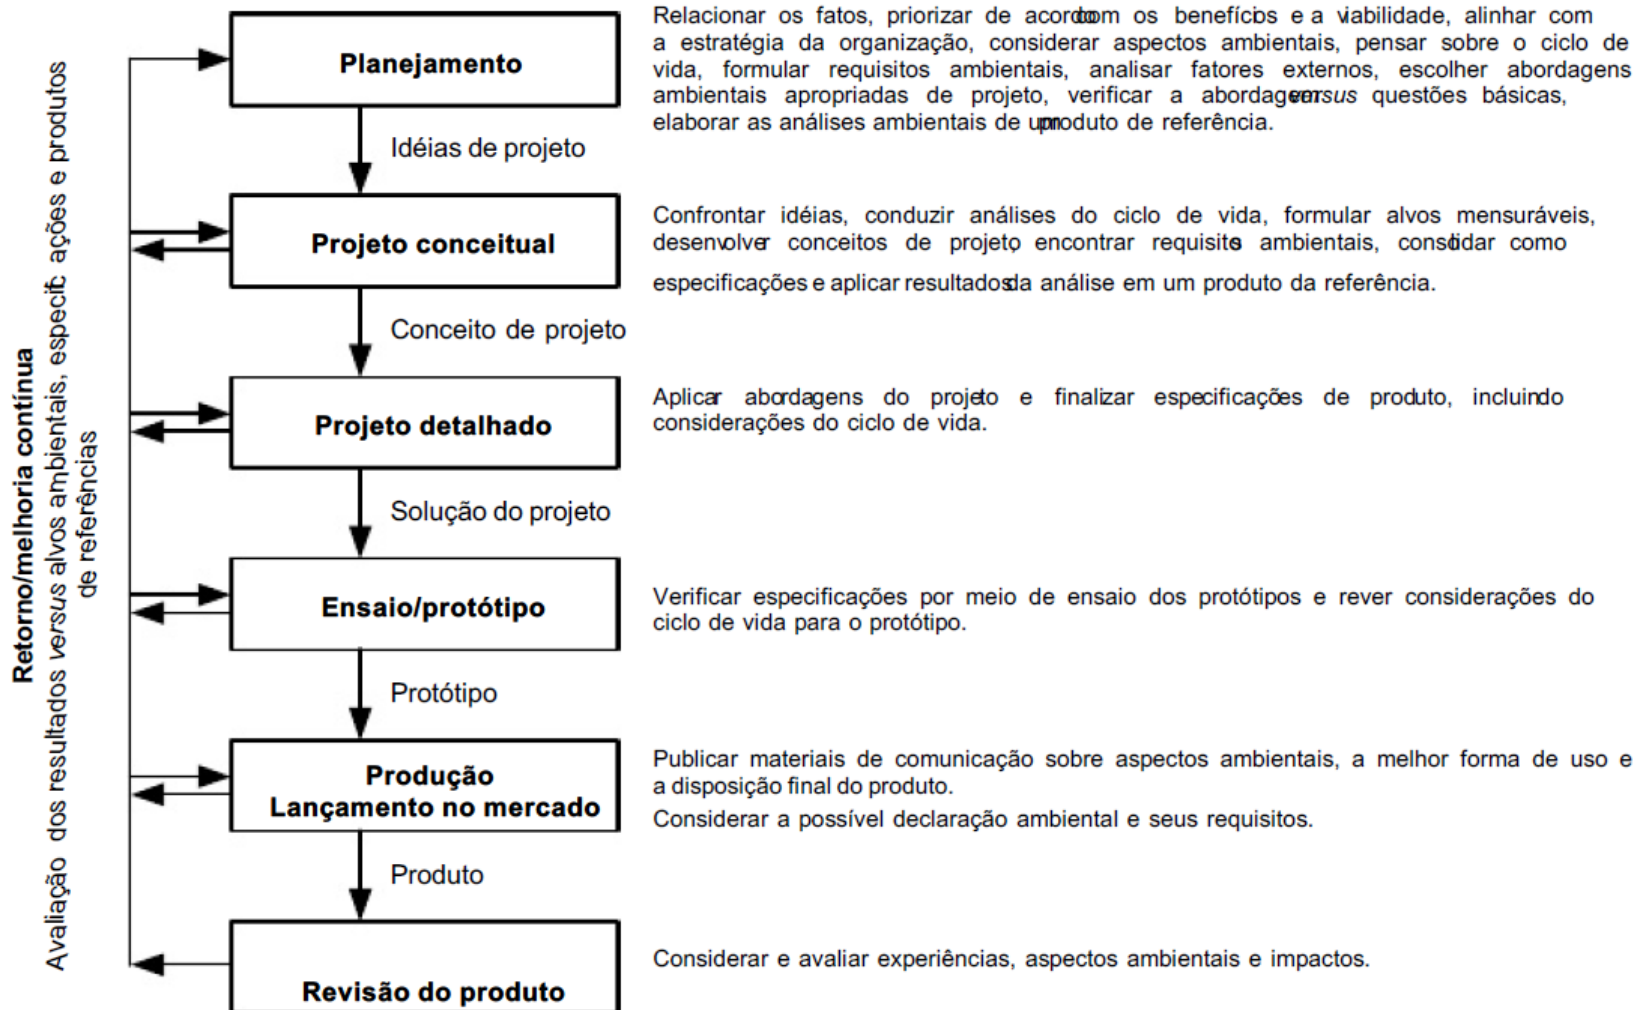 Relacionar os fatos, priorizar de acordo com os benefícios e a viabilidade, alinhar com
a estratégia da organização, considerar aspectos ambientais, pensar sobre o ciclo de
vida, formular requisitos ambientais, analisar fatores externos, escolher abordagens
ambientais apropriadas de projeto, verificar a abordagem versus questões básicas,
elaborar as análises ambientais de um produto de referência.
Planejamento
Idéias de projeto
Confrontar idéias, conduzir análises do ciclo de vida, formular alvos mensuráveis,
desenvolver conceitos de projeto, encontrar requisitos ambientais, consolidar como
especificações e aplicar resultados da análise em um produto da referência.
Projeto conceitual
Conceito de projeto
Aplicar abordagens do projeto e finalizar especificações de produto, incluindo
considerações do ciclo de vida.
Projeto detalhado
Solução do projeto
Verificar especificações por meio de ensaio dos protótipos e rever considerações do
ciclo de vida para o protótipo.
Ensaio/protótipo
Protótipo
Publicar materiais de comunicação sobre aspectos ambientais, a melhor forma de uso e
a disposição final do produto.
Considerar a possível declaração ambiental e seus requisitos.
Produção
Lançamento no mercado
Produto
Considerar e avaliar experiências, aspectos ambientais e impactos.
Revisão do produto
Retorno/melhoria contínua
Avaliação dos resultados versus alvos ambientais, especificações e produtos
de referências